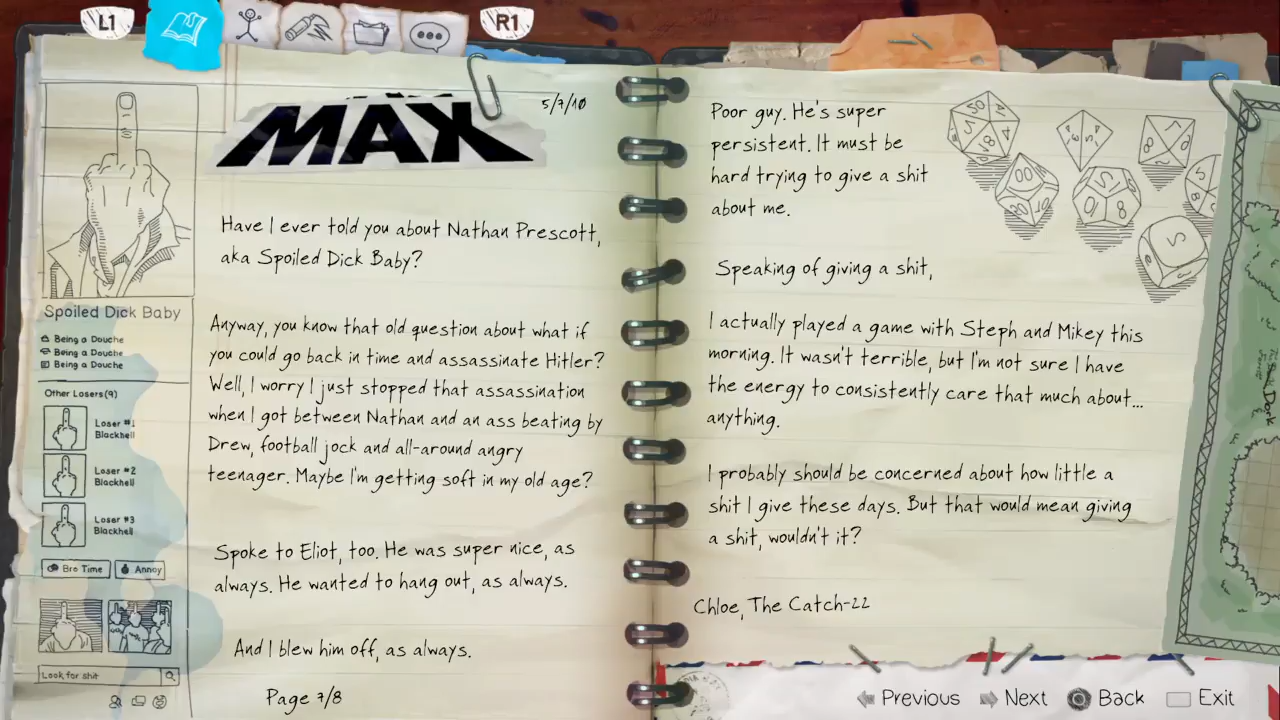 L1
R1
MAX
5/7/10
Have I ever told you about Nathan Prescott,
aka Spoiled Dick Baby?
Anyway, you know that old question about what if
you could go back in time and assassinate Hitler?
Well, I worry I just stopped that assassination
when I got between Nathan and an ass beating by
Drew, football jock and all-around angry
teenager. Maybe I'm getting soft in my old age?
Spoke to Eliot, too. He was super nice, as
always. He wanted to hang out, as always.
And I blew him off, as always.
Page 7/8
Spoiled Dick Baby
Being a Douche
Being a Douche
Being a Douche
Other Losers(9)
Loser #1
Blackhell
Loser #2
Blackhell
Loser #3
Blackhell
Bro Time
Annoy
Look for shit
Poor guy. He's super
persistent. It must be
hard trying to give a shit
about me.
Speaking of giving a shit,
I actually played a game with Steph and Mikey this
morning. It wasn't terrible, but I'm not sure I have
the energy to consistently care that much about...
anything.
I probably should be concerned about how little a
shit I give these days. But that would mean giving
a shit, wouldn't it?
Chloe, The Catch-22
Previous
Next
Back
Exit